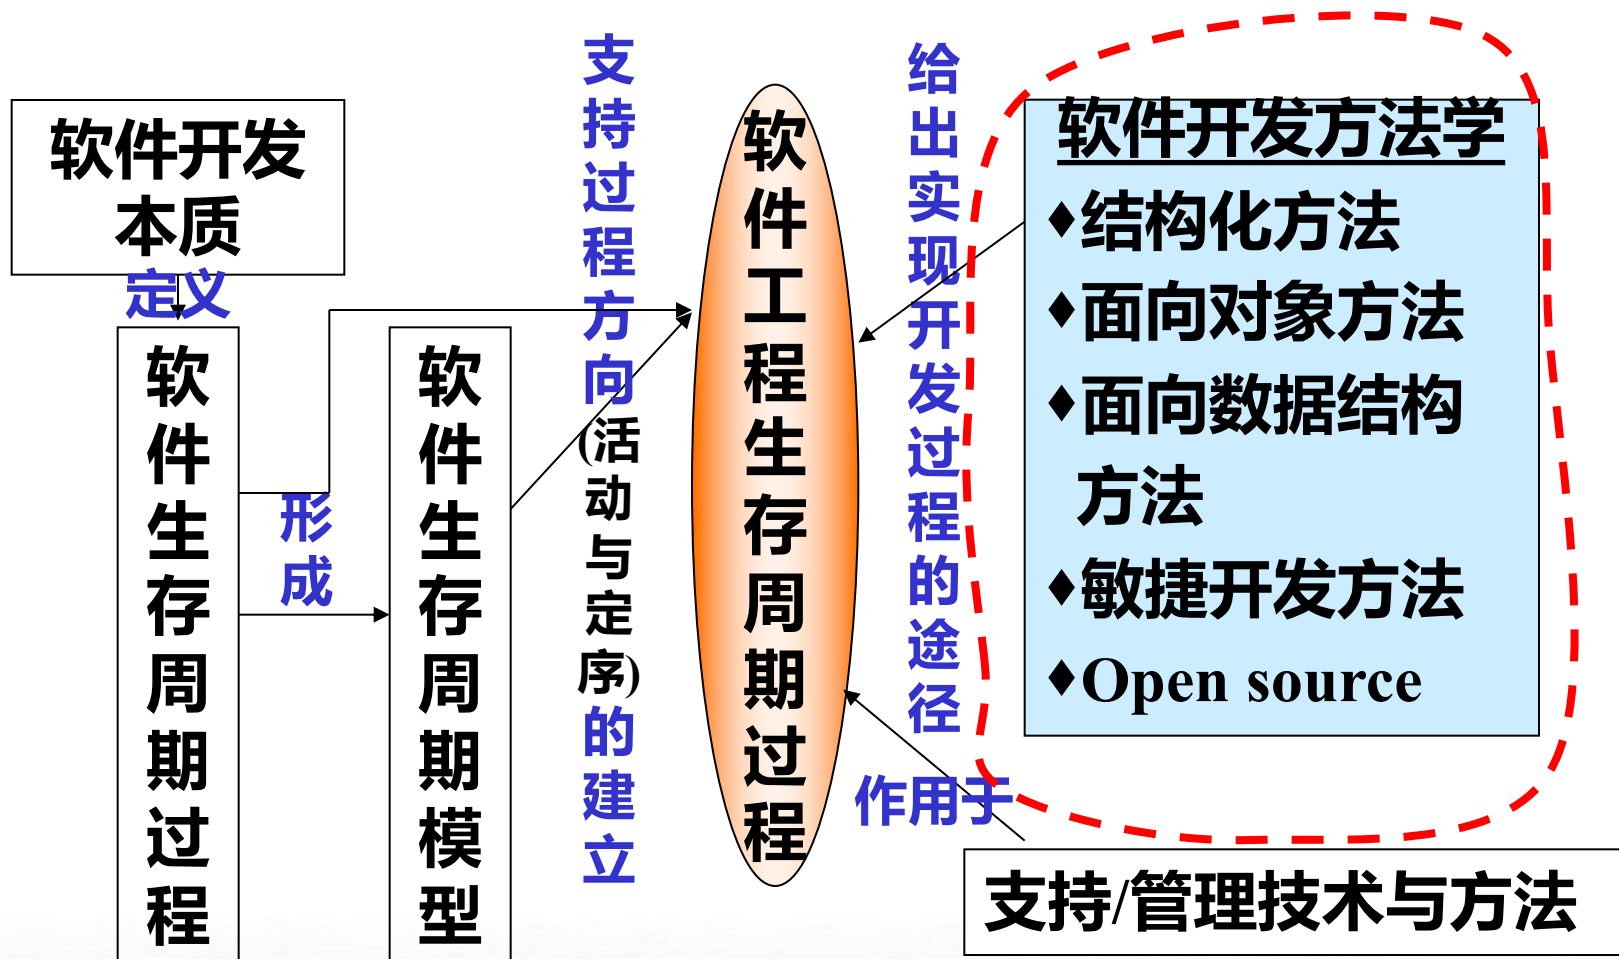 软件开发
本质
定义
软件生存周期过程
形成
软件生存周期模型
支持过程方向(活动与定序)的建立
软件工程生存周期过程
给出实现开发过程的途径
作用于
软件开发方法学
♦结构化方法
♦面向对象方法
♦面向数据结构
方法
♦敏捷开发方法
♦Open source
支持/管理技术与方法